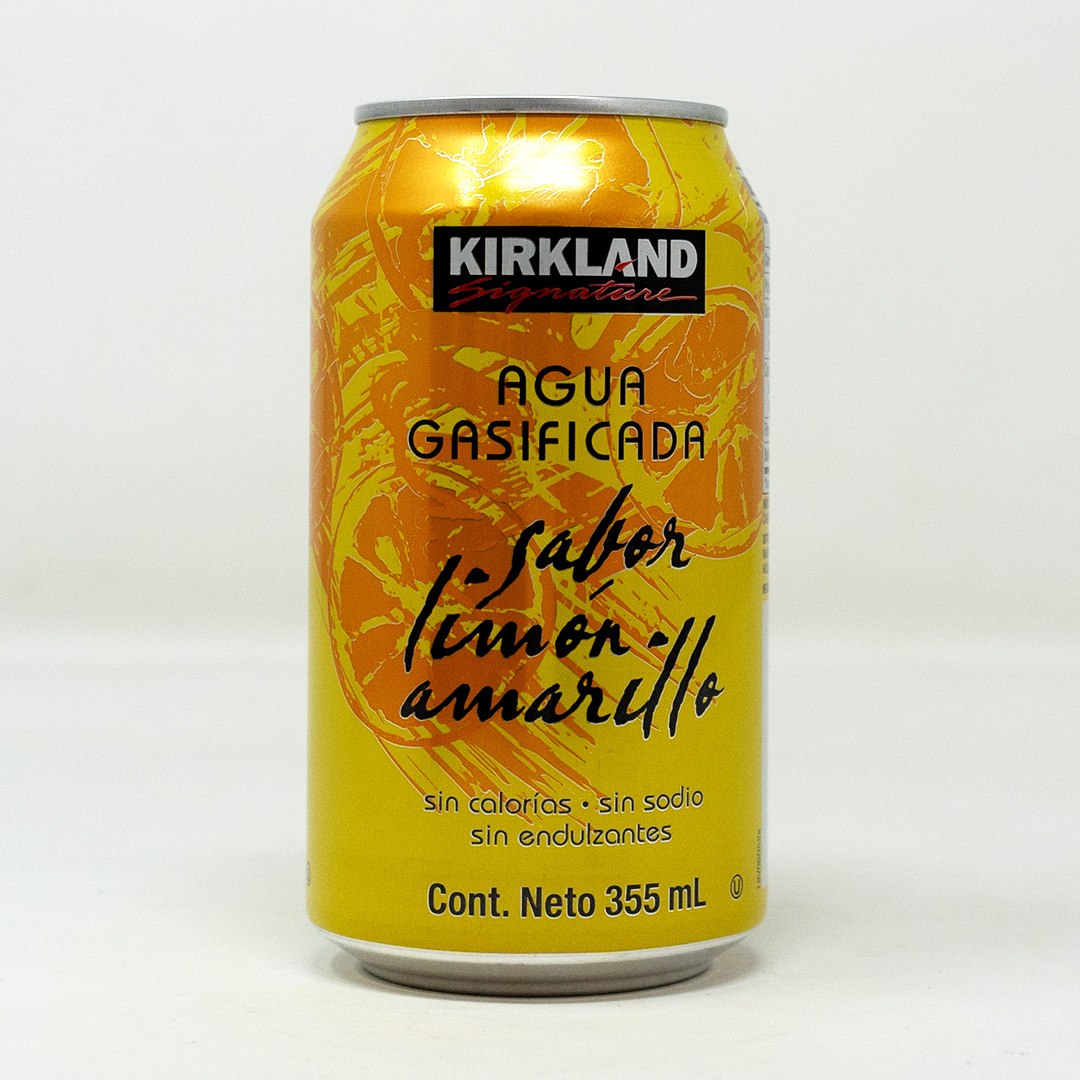 KIRKLAND
Signature
AGUA
GASIFICADA
sabor
limón
amarillo
sin calorías • sin sodio
sin endulzantes
Cont. Neto 355 mL
U